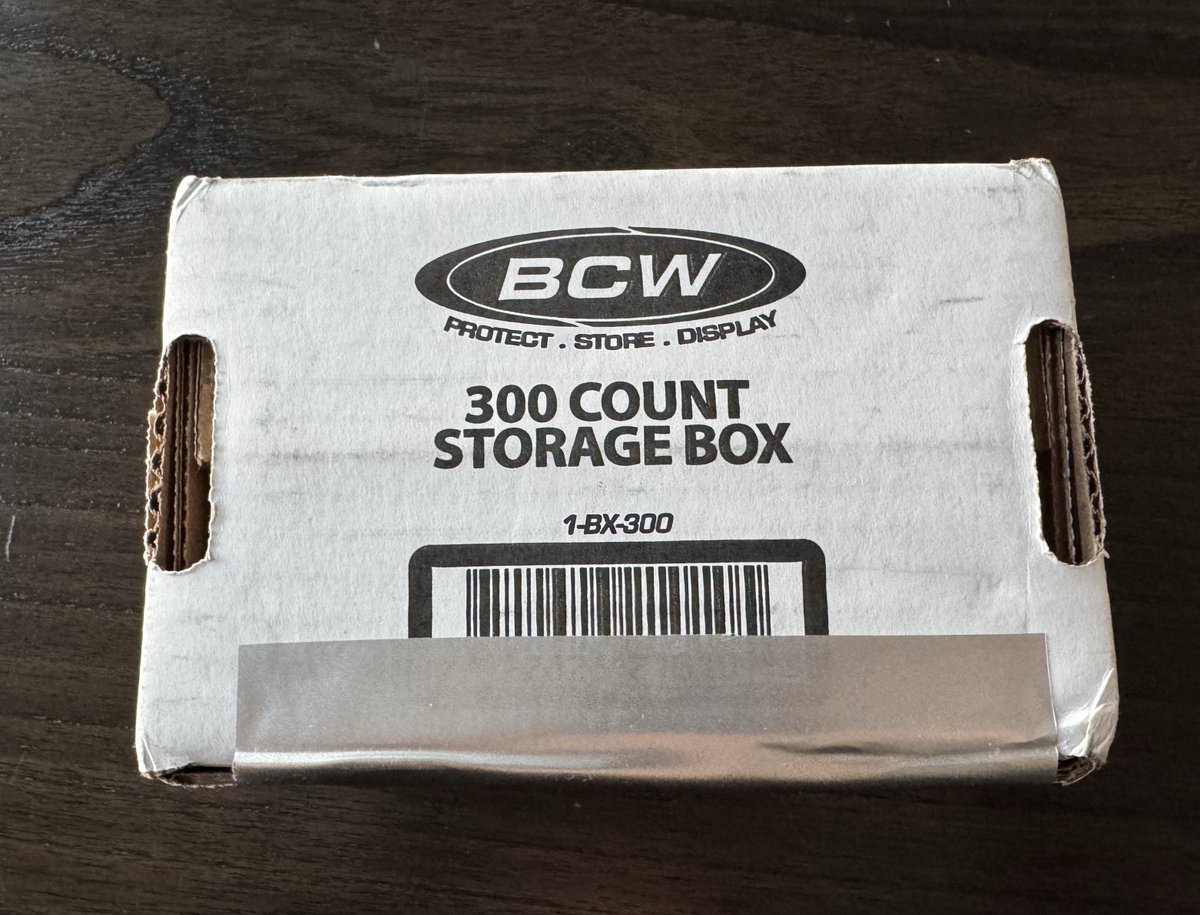 BCW
PROTECT . STORE . DISPLAY
300 COUNT
STORAGE BOX
1-BX-300